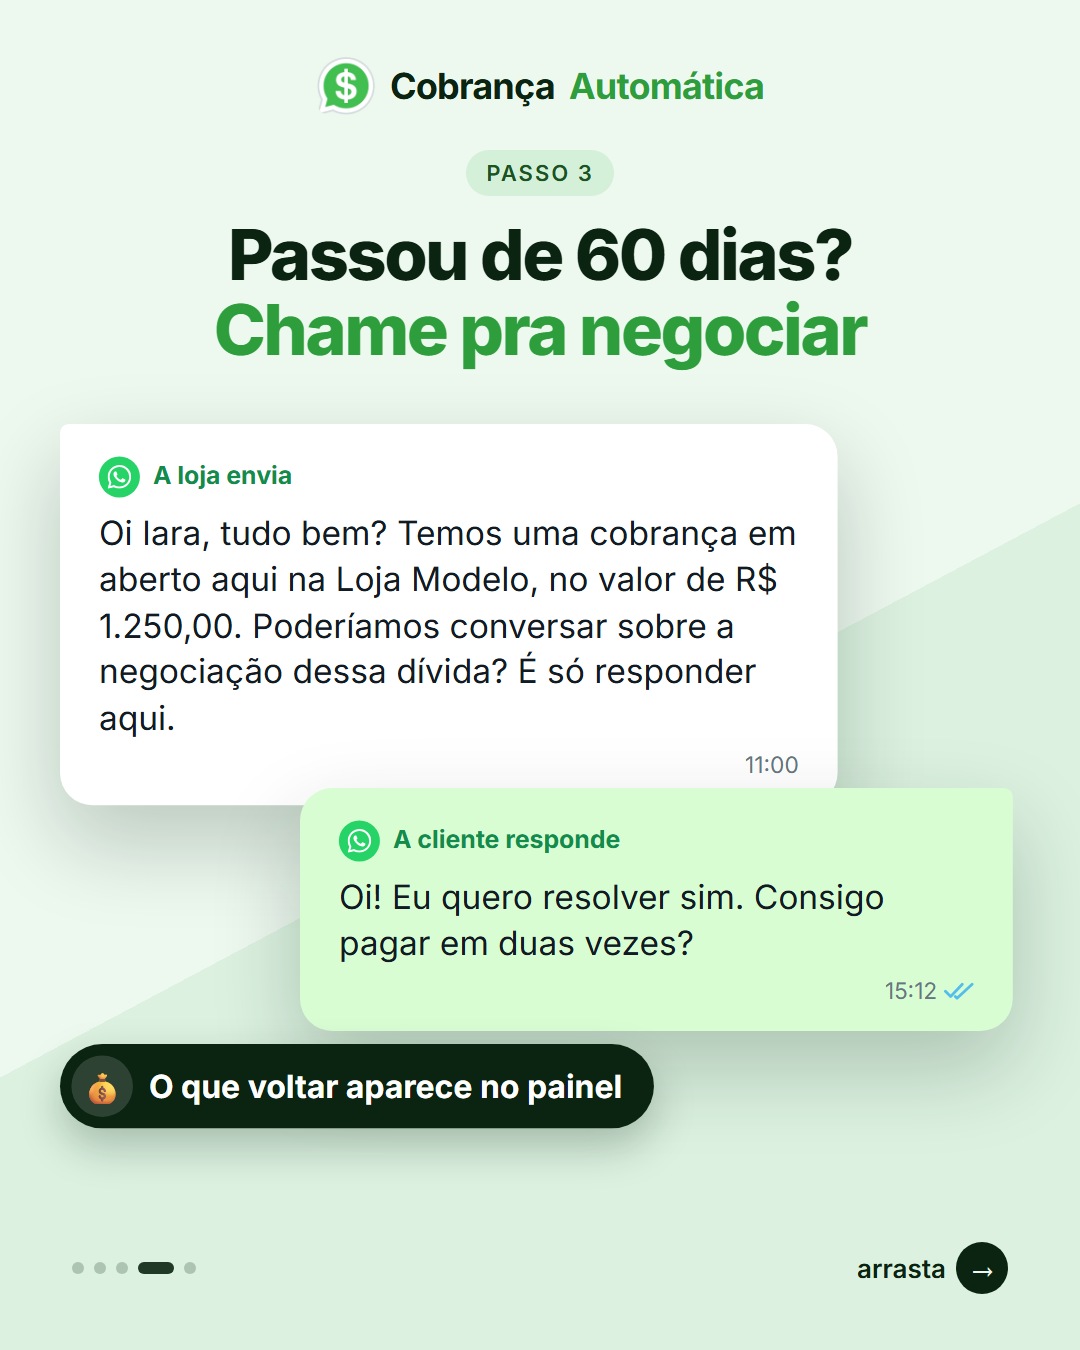 Cobrança Automática
PASSO 3
Passou de 60 dias?
Chame pra negociar
A loja envia
Oi Iara, tudo bem? Temos uma cobrança em
aberto aqui na Loja Modelo, no valor de R$
1.250,00. Poderíamos conversar sobre a
negociação dessa dívida? É só responder
aqui.
11:00
A cliente responde
Oi! Eu quero resolver sim. Consigo
pagar em duas vezes?
15:12
O que voltar aparece no painel
arrasta →